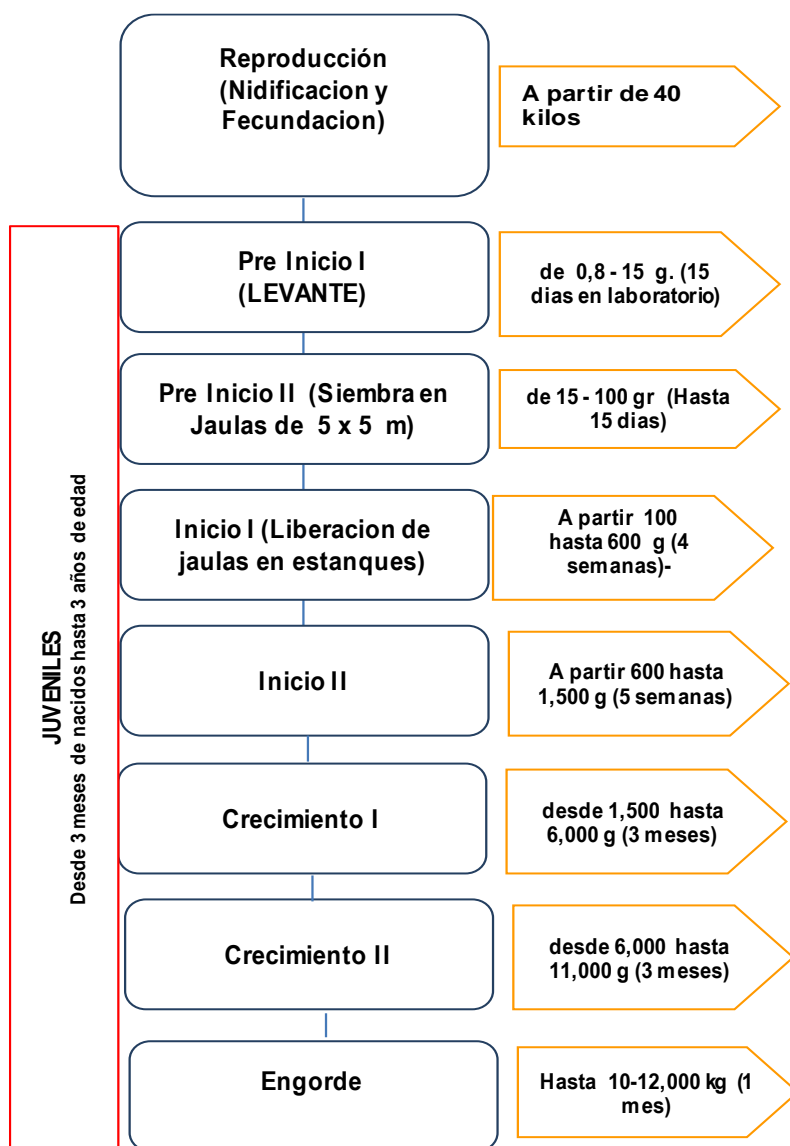 Reproducción
(Nidificacion y
Fecundacion)
A partir de 40
kilos
JUVENILES
Desde 3 meses de nacidos hasta 3 años de edad
Pre Inicio I
(LEVANTE)
de 0,8 - 15 g. (15
dias en laboratorio)
Pre Inicio II (Siembra en
Jaulas de 5 x 5 m)
de 15 - 100 gr (Hasta
15 dias)
Inicio I (Liberacion de
jaulas en estanques)
A partir 100
hasta 600 g (4
semanas)-
Inicio II
A partir 600 hasta
1,500 g (5 semanas)
Crecimiento I
desde 1,500 hasta
6,000 g (3 meses)
Crecimiento II
desde 6,000 hasta
11,000 g (3 meses)
Engorde
Hasta 10-12,000 kg (1
mes)